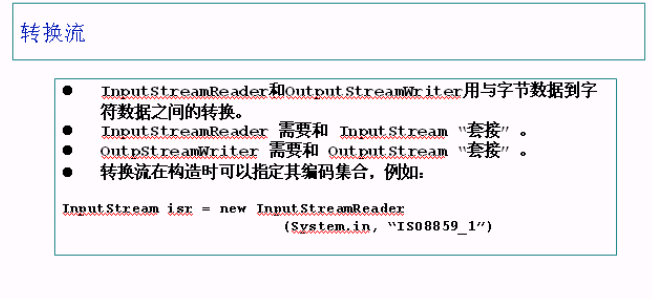 转换流
● InputStreamReader和OutputStreamWriter用与字节数据到字
符数据之间的转换。
● InputStreamReader 需要和 InputStream “套接” 。
● OutpStreamWriter 需要和 OutputStream “套接” 。
● 转换流在构造时可以指定其编码集合，例如：
InputStream isr = new InputStreamReader
(System.in, “ISO8859_1”)